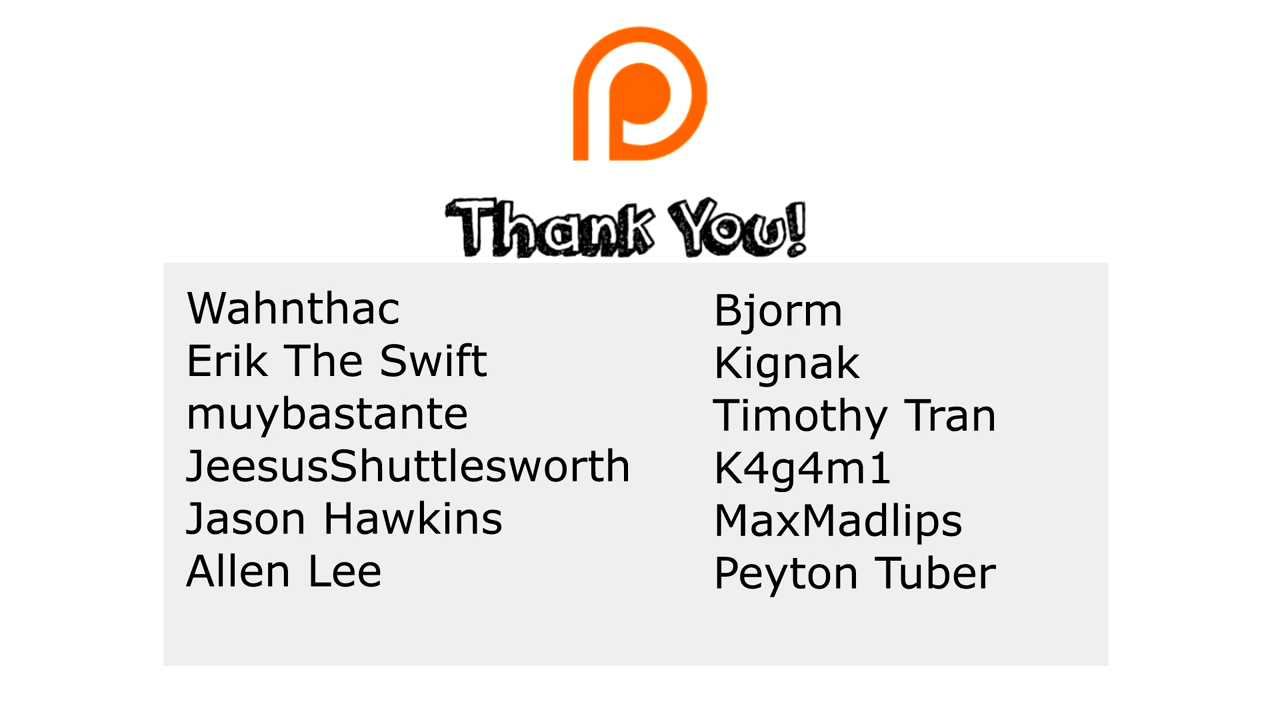 Thank You!
Wahnthac
Erik The Swift
muybastante
JeesusShuttlesworth
Jason Hawkins
Allen Lee
Bjorm
Kignak
Timothy Tran
K4g4m1
MaxMadlips
Peyton Tuber